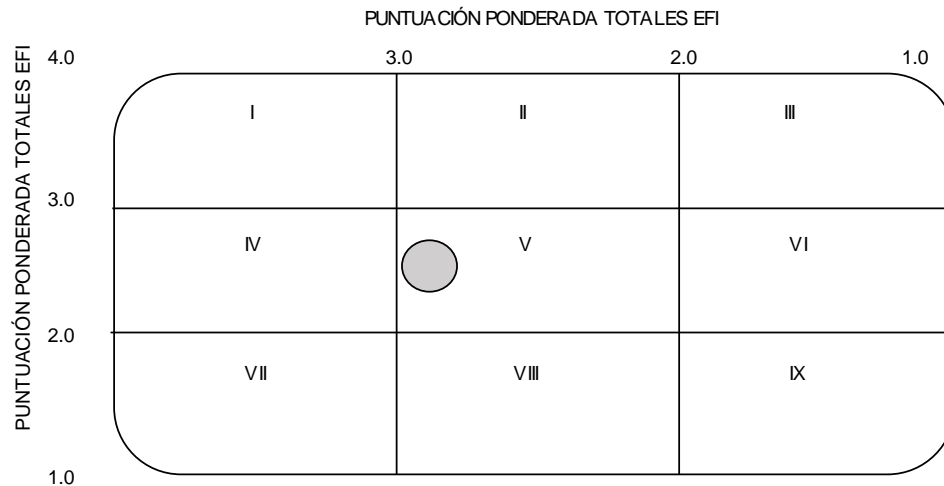 PUNTUACIÓN PONDERADA TOTALES EFI
4.0 3.0 2.0 1.0
PUNTUACIÓN PONDERADA TOTALES EFI
I II III
3.0
IV V VI
2.0
VII VIII IX
1.0